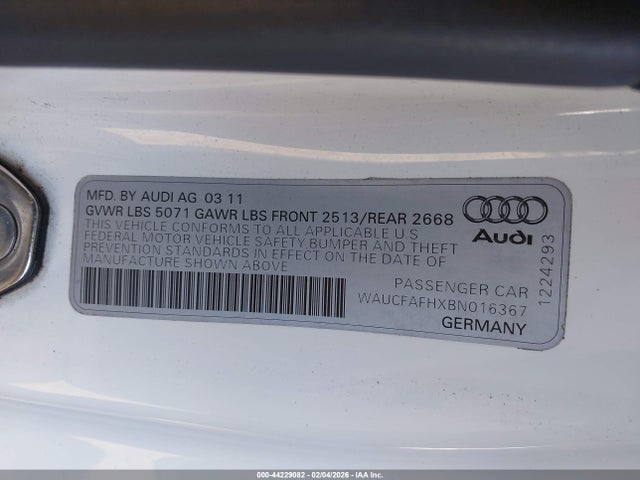 MFD. BY AUDI AG 03 11
GVWR LBS 5071 GAWR LBS FRONT 2513/REAR 2668
THIS VEHICLE CONFORMS TO ALL APPLICABLE U S
FEDERAL MOTOR VEHICLE SAFETY BUMPER AND THEFT
PREVENTION STANDARDS IN EFFECT ON THE DATE OF
MANUFACTURE SHOWN ABOVE
PASSENGER CAR
WAUCFAFHXBN016367
GERMANY
Audi
1224293
000-44229082 - 02/04/2026 - IAA Inc.